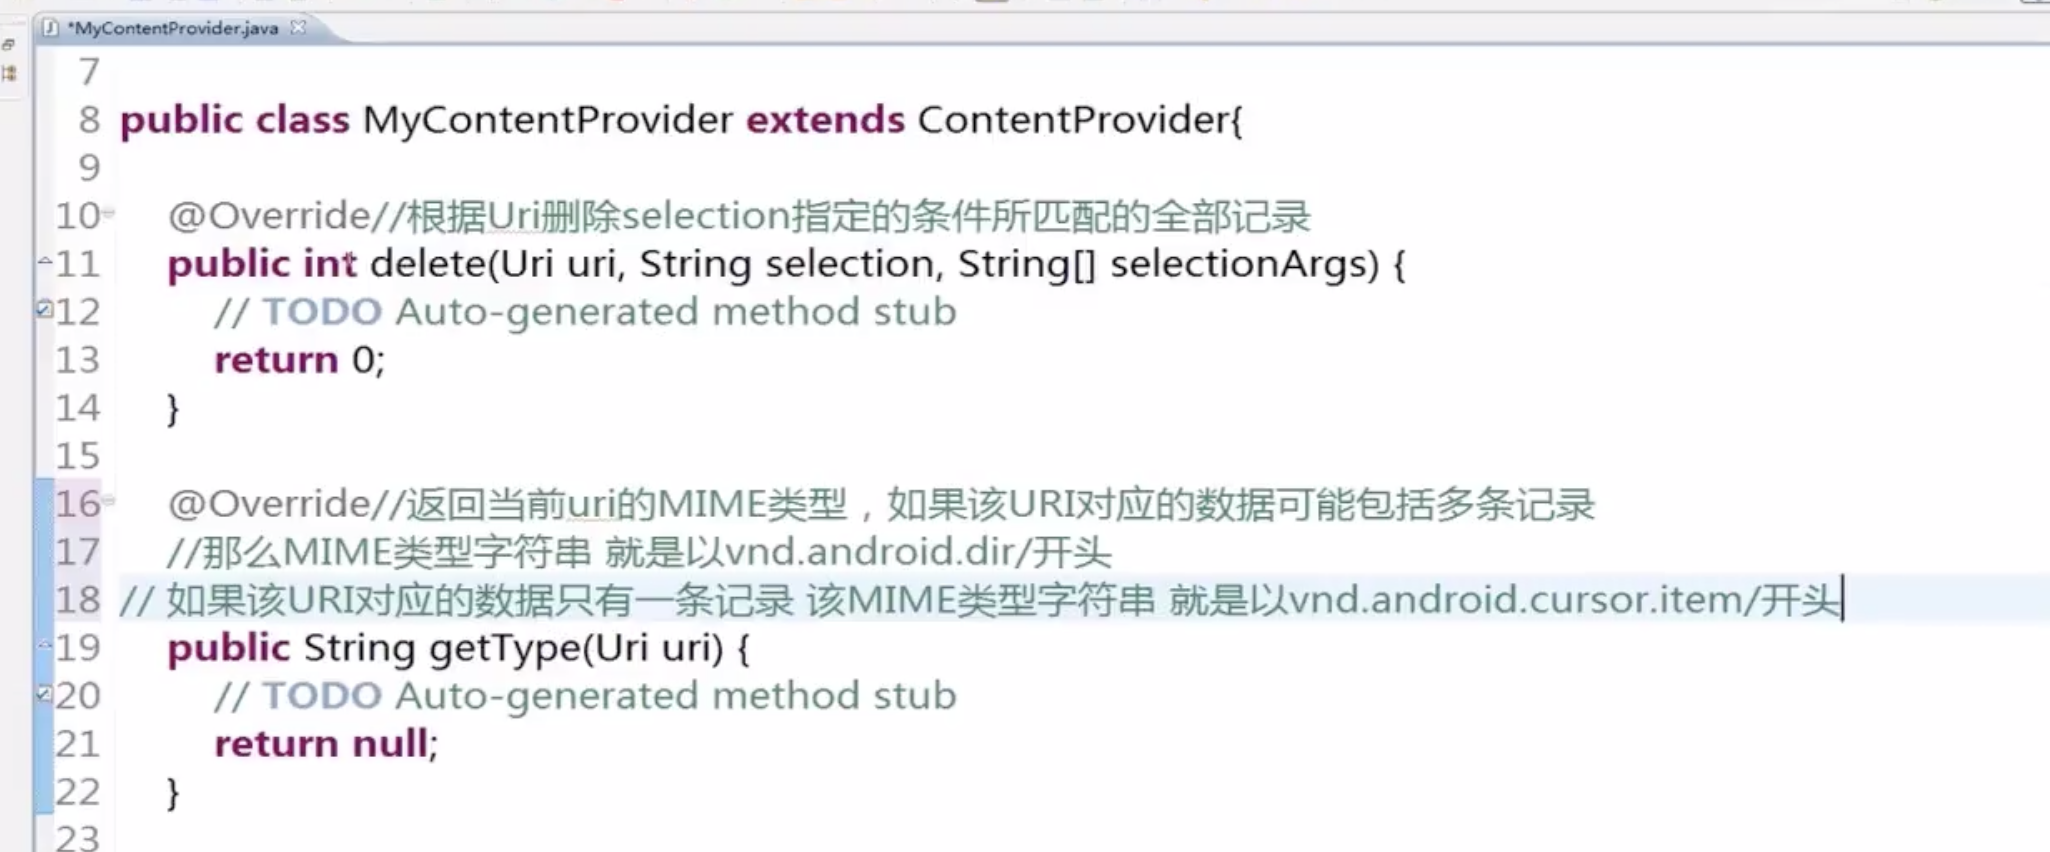 *MyContentProvider.java
7
8 public class MyContentProvider extends ContentProvider{
9
10 @Override//根据Uri删除selection指定的条件所匹配的全部记录
11 public int delete(Uri uri, String selection, String[] selectionArgs) {
12 // TODO Auto-generated method stub
13 return 0;
14 }
15
16 @Override//返回当前uri的MIME类型，如果该URI对应的数据可能包括多条记录
17 //那么MIME类型字符串 就是以vnd.android.dir/开头
18 // 如果该URI对应的数据只有一条记录 该MIME类型字符串 就是以vnd.android.cursor.item/开头
19 public String getType(Uri uri) {
20 // TODO Auto-generated method stub
21 return null;
22 }
23